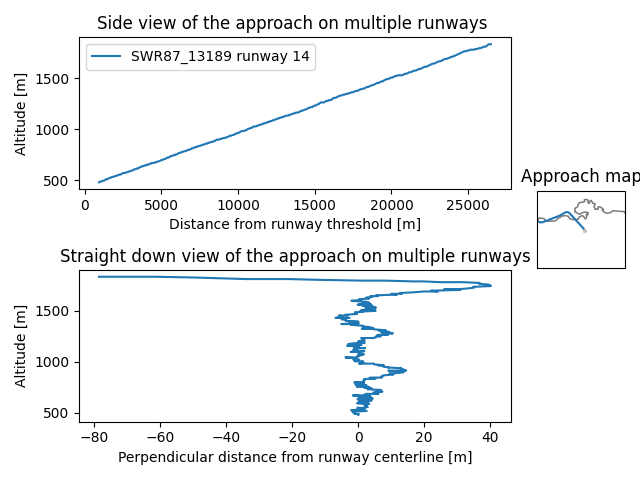 Side view of the approach on multiple runways
SWR87_13189 runway 14
Altitude [m]
1500
1000
500
0 5000 10000 15000 20000 25000
Distance from runway threshold [m]
Approach map
Straight down view of the approach on multiple runways
Altitude [m]
1500
1000
500
−80 −60 −40 −20 0 20 40
Perpendicular distance from runway centerline [m]